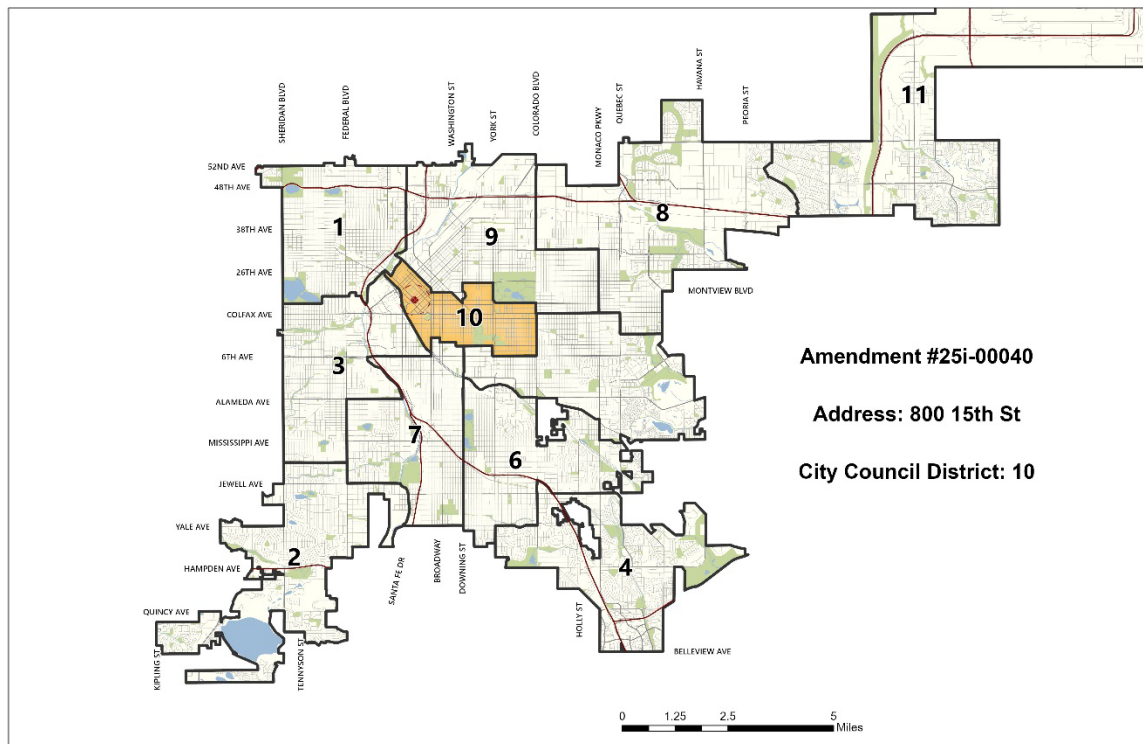 SHERIDAN BLVD
FEDERAL BLVD
WASHINGTON ST
YORK ST
COLORADO BLVD
MONACO PKWY
QUEBEC ST
HAVANA ST
PEORIA ST
11
52ND AVE
48TH AVE
1
8
38TH AVE
9
26TH AVE
MONTVIEW BLVD
COLFAX AVE
10
6TH AVE
3
Amendment #25i-00040
ALAMEDA AVE
Address: 800 15th St
MISSISSIPPI AVE
7
6
City Council District: 10
JEWELL AVE
YALE AVE
2
HAMPDEN AVE
4
SANTA FE DR
BROADWAY
DOWNING ST
QUINCY AVE
HOLLY ST
KIPLING ST
TENNYSON ST
BELLEVIEW AVE
0 1.25 2.5 5
Miles